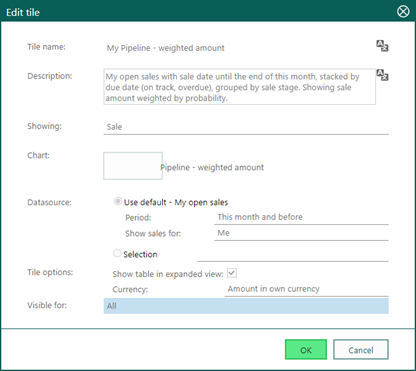 Edit tile
Tile name: My Pipeline - weighted amount
Description: My open sales with sale date until the end of this month, stacked by
due date (on track, overdue), grouped by sale stage. Showing sale
amount weighted by probability.
Showing: Sale
Chart: Pipeline - weighted amount
Datasource: Use default - My open sales
Period: This month and before
Show sales for: Me
Selection
Tile options: Show table in expanded view:
Currency: Amount in own currency
Visible for: All
OK Cancel